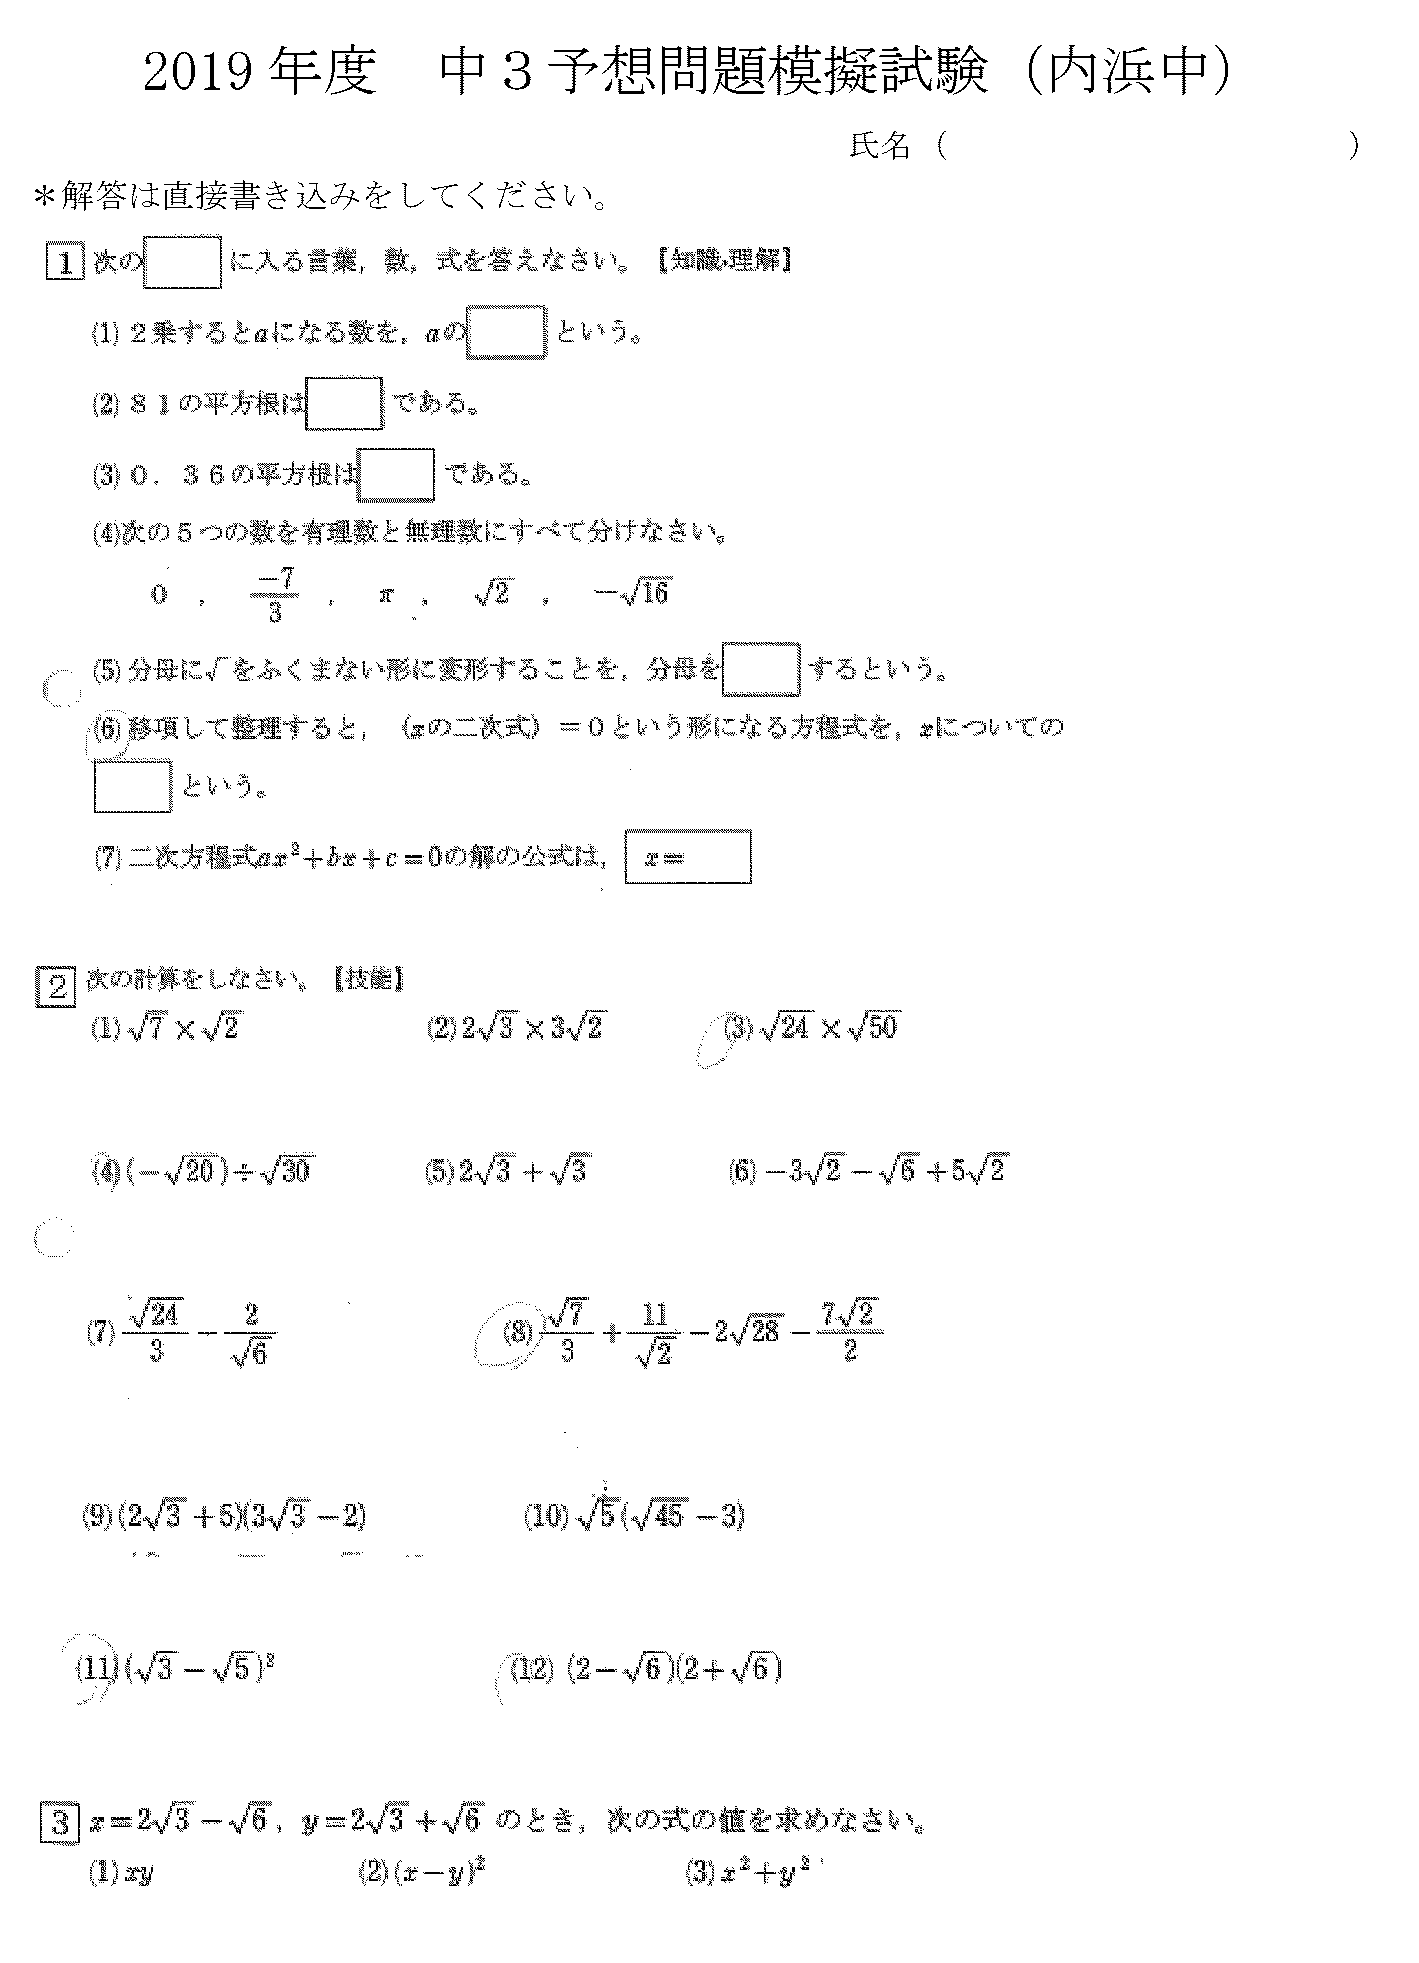 2019年度　中３予想問題模擬試験（内浜中）
氏名（　　　　　　　　　　　　）
＊解答は直接書き込みをしてください。
1 次の□に入る言葉，数，式を答えなさい。【知識・理解】
(1) ２乗するとaになる数を，aの□という。
(2) ８１の平方根は□である。
(3) ０．３６の平方根は□である。
(4)次の５つの数を有理数と無理数にすべて分けなさい。
0 ， -7/3 ， π ， √2 ， -√16
(5) 分母に√をふくまない形に変形することを，分母を□するという。
(6) 移項して整理すると，（xの二次式）＝０という形になる方程式を，xについての
□という。
(7) 二次方程式ax²+bx+c=0の解の公式は， x=
2 次の計算をしなさい。【技能】
(1) √7×√2 (2) 2√3×3√2 (3) √24×√50
(4) (-√20)÷√30 (5) 2√3+√3 (6) -3√2-√6+5√2
(7) √24/3 - 2/√6 (8) √7/3 + 11/√2 - 2√28 - 7√2/2
(9) (2√3+5)(3√3-2) (10) √5(√45-3)
(11) (√3-√5)² (12) (2-√6)(2+√6)
3 x=2√3-√6，y=2√3+√6 のとき，次の式の値を求めなさい。
(1) xy (2) (x-y)² (3) x²+y²